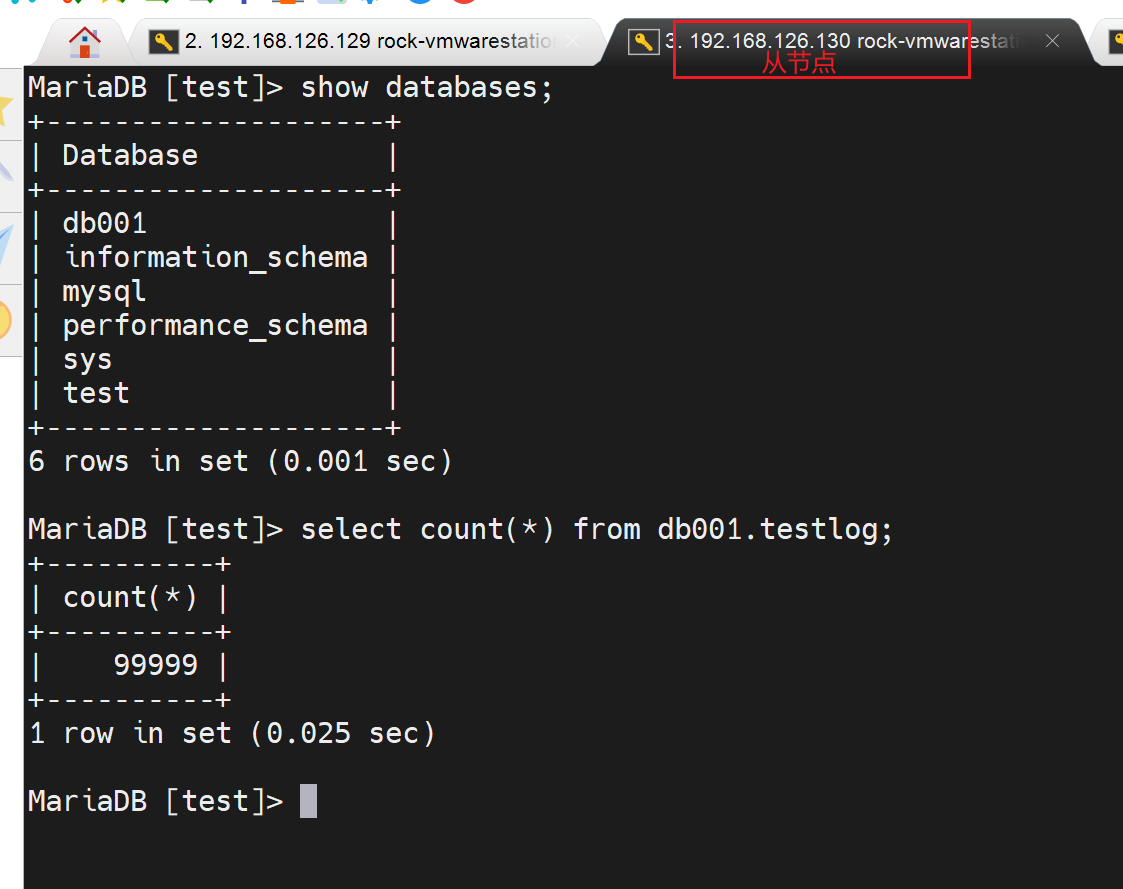 2. 192.168.126.129 rock-vmwarestatio
3. 192.168.126.130 rock-vmwarestati
从节点
MariaDB [test]> show databases;
+--------------------+
| Database           |
+--------------------+
| db001              |
| information_schema |
| mysql              |
| performance_schema |
| sys                |
| test               |
+--------------------+
6 rows in set (0.001 sec)
MariaDB [test]> select count(*) from db001.testlog;
+----------+
| count(*) |
+----------+
|    99999 |
+----------+
1 row in set (0.025 sec)
MariaDB [test]>